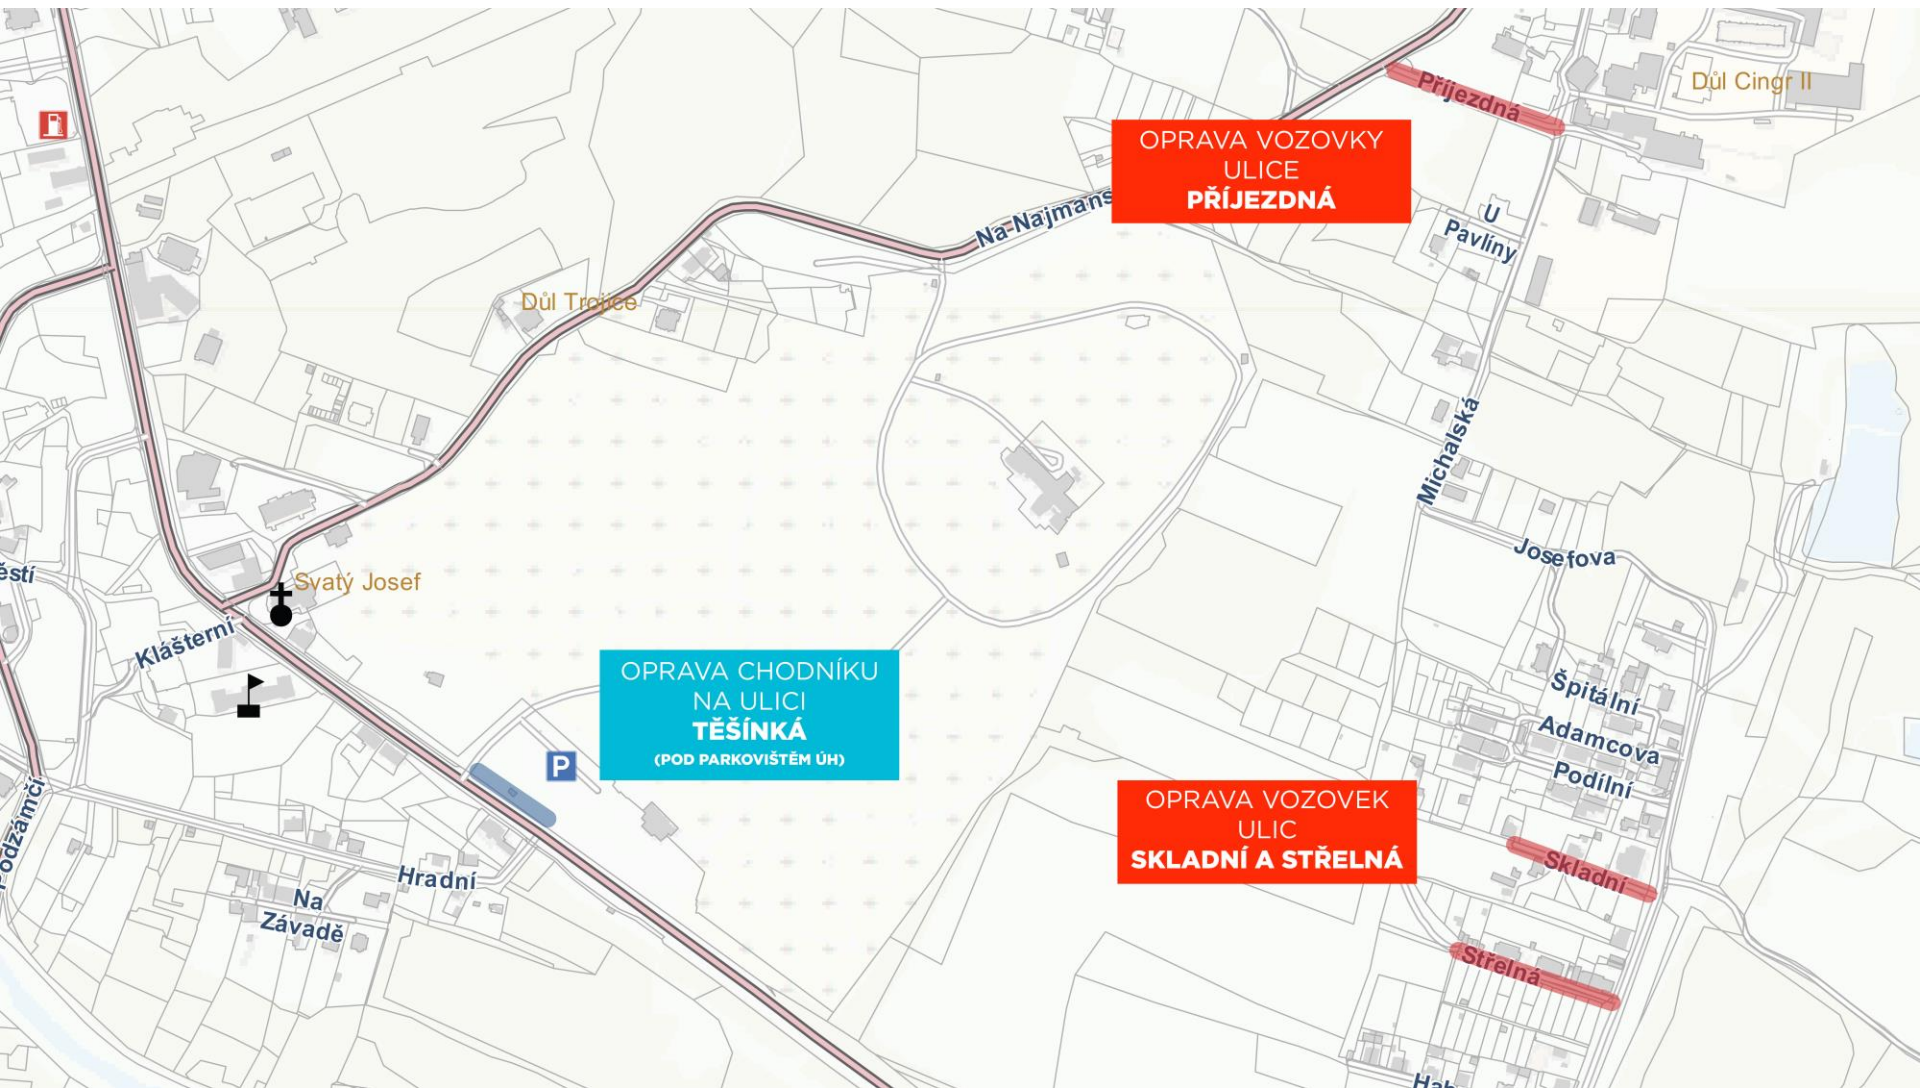 Příjezdná
Důl Cingr II
OPRAVA VOZOVKY
ULICE
PŘÍJEZDNÁ
Na Najmans
U
Pavlíny
Důl Trojice
Michalská
Josefova
ěstí
Svatý Josef
Klášterní
OPRAVA CHODNÍKU
NA ULICI
TĚŠÍNKÁ
(POD PARKOVIŠTĚM ÚH)
P
Špitální
Adamcova
Podílní
OPRAVA VOZOVEK
ULIC
SKLADNÍ A STŘELNÁ
Skladní
Podzámčí
Hradní
Na
Závadě
Střelná
Hab